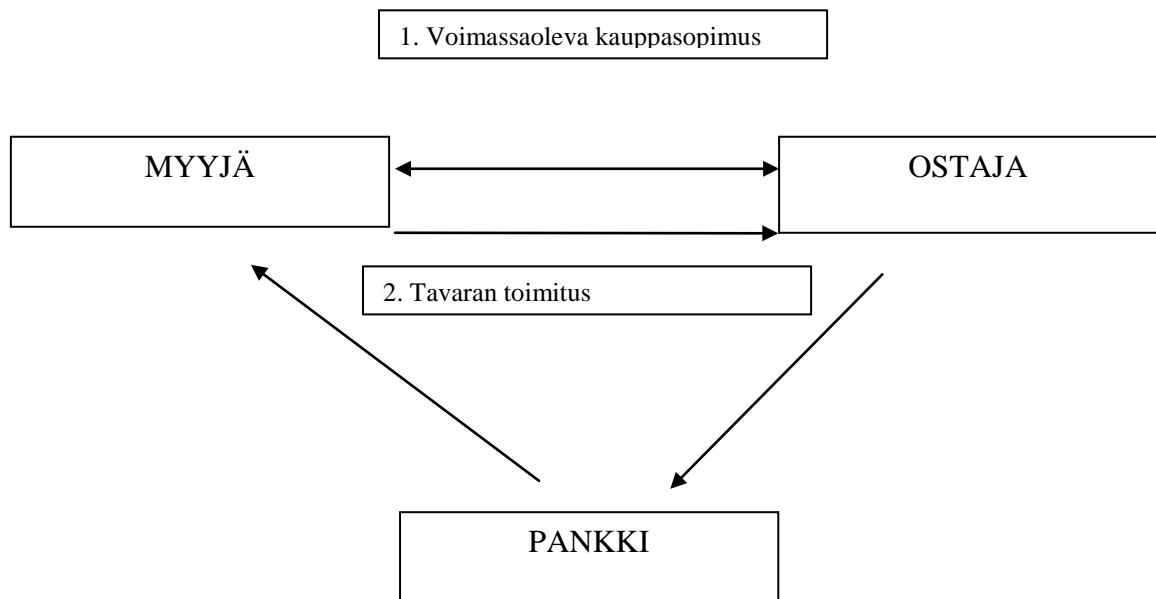 1. Voimassaoleva kauppasopimus
MYYJÄ
OSTAJA
2. Tavaran toimitus
PANKKI